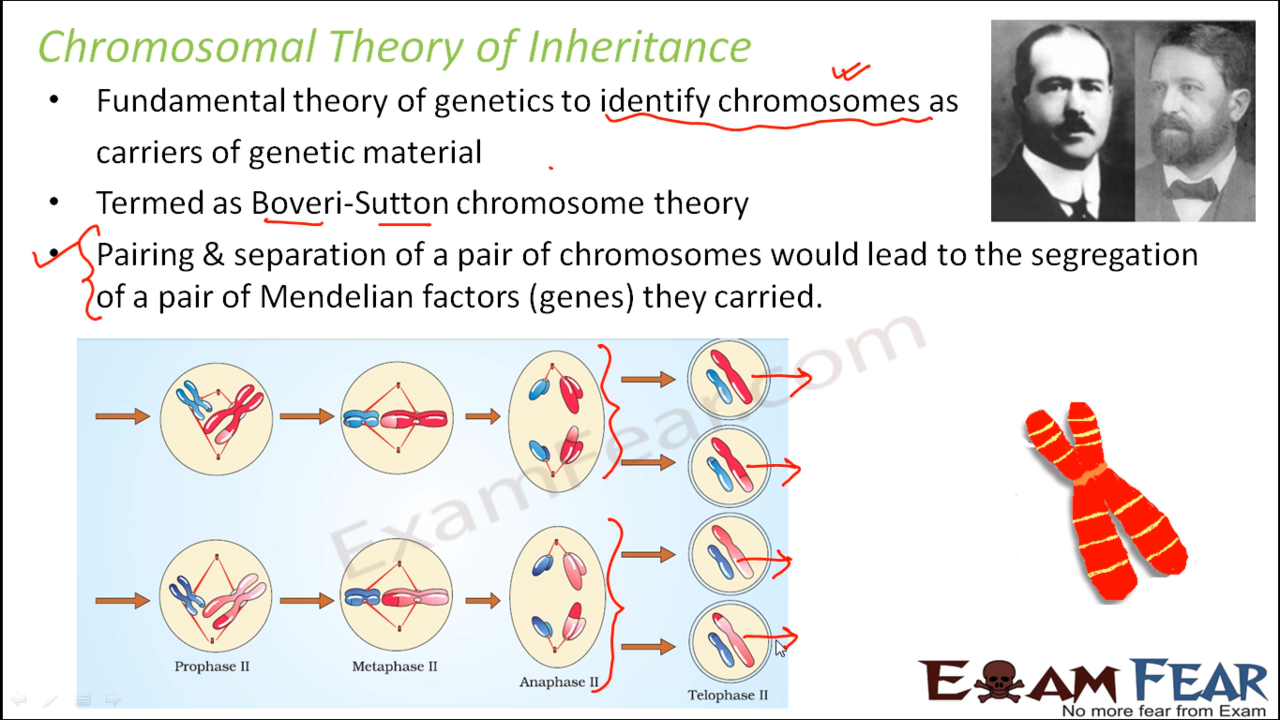 Chromosomal Theory of Inheritance
• Fundamental theory of genetics to identify chromosomes as
carriers of genetic material
• Termed as Boveri-Sutton chromosome theory
• Pairing & separation of a pair of chromosomes would lead to the segregation
of a pair of Mendelian factors (genes) they carried.
ExamFear.com
Prophase II
Metaphase II
Anaphase II
Telophase II
EXAM FEAR
No more fear from Exam